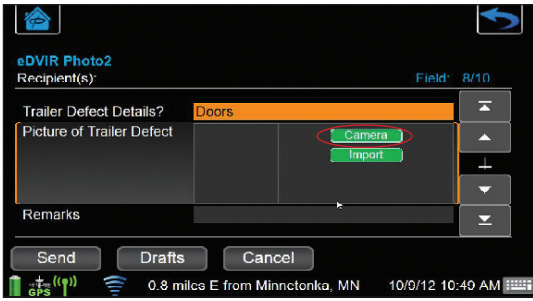 eDVIR Photo2
Recipient(s):
Field: 8/10
Trailer Defect Details? Doors
Picture of Trailer Defect
Camera
Import
Remarks
Send Drafts Cancel
GPS 0.8 miles E from Minnetonka, MN 10/9/12 10:49 AM